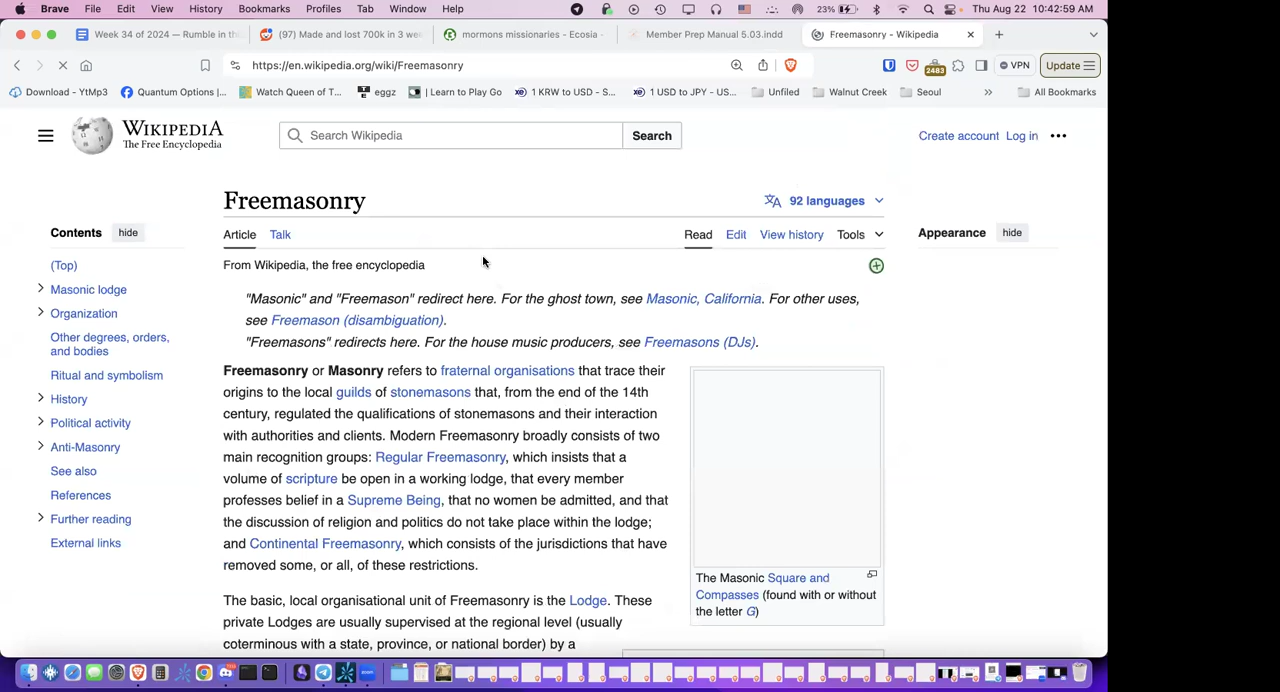 Brave File Edit View History Bookmarks Profiles Tab Window Help 23% Thu Aug 22 10:42:59 AM
Week 34 of 2024 — Rumble in th
(97) Made and lost 700k in 3 wee
mormons missionaries - Ecosia -
Member Prep Manual 5.03.indd
Freemasonry - Wikipedia
https://en.wikipedia.org/wiki/Freemasonry
2483
VPN
Update
Download - YtMp3
Quantum Options |...
Watch Queen of T...
eggz
| Learn to Play Go
1 KRW to USD - S...
1 USD to JPY - US...
Unfiled
Walnut Creek
Seoul
»
All Bookmarks
WIKIPEDIA
The Free Encyclopedia
Search Wikipedia
Search
Create account Log in
Freemasonry
92 languages
Contents hide
Article Talk
Read Edit View history Tools
Appearance hide
(Top)
Masonic lodge
Organization
Other degrees, orders,
and bodies
Ritual and symbolism
History
Political activity
Anti-Masonry
See also
References
Further reading
External links
From Wikipedia, the free encyclopedia
"Masonic" and "Freemason" redirect here. For the ghost town, see Masonic, California. For other uses,
see Freemason (disambiguation).
"Freemasons" redirects here. For the house music producers, see Freemasons (DJs).
Freemasonry or Masonry refers to fraternal organisations that trace their
origins to the local guilds of stonemasons that, from the end of the 14th
century, regulated the qualifications of stonemasons and their interaction
with authorities and clients. Modern Freemasonry broadly consists of two
main recognition groups: Regular Freemasonry, which insists that a
volume of scripture be open in a working lodge, that every member
professes belief in a Supreme Being, that no women be admitted, and that
the discussion of religion and politics do not take place within the lodge;
and Continental Freemasonry, which consists of the jurisdictions that have
removed some, or all, of these restrictions.
The basic, local organisational unit of Freemasonry is the Lodge. These
private Lodges are usually supervised at the regional level (usually
coterminous with a state, province, or national border) by a
The Masonic Square and
Compasses (found with or without
the letter G)